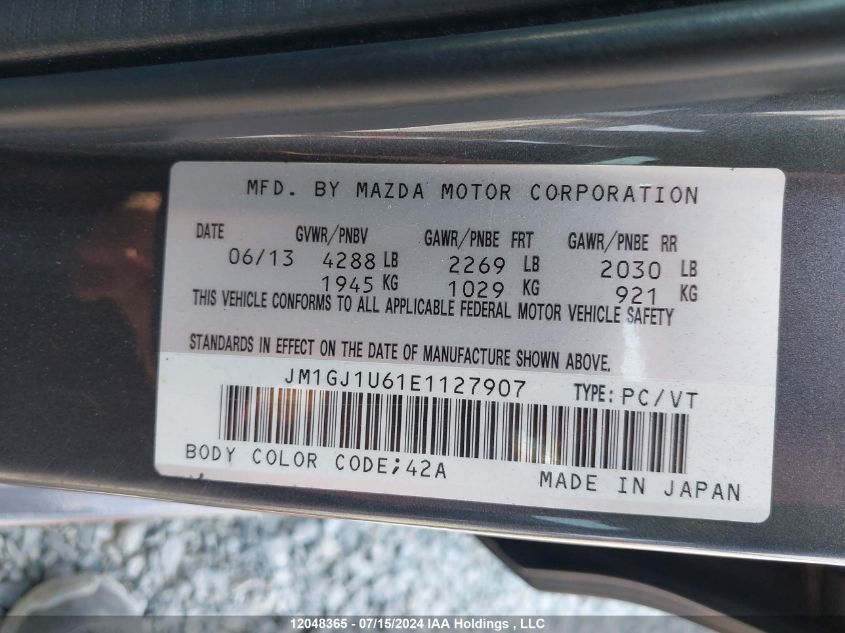 MFD. BY MAZDA MOTOR CORPORATION
DATE GVWR/PNBV GAWR/PNBE FRT GAWR/PNBE RR
06/13 4288 LB 2269 LB 2030 LB
1945 KG 1029 KG 921 KG
THIS VEHICLE CONFORMS TO ALL APPLICABLE FEDERAL MOTOR VEHICLE SAFETY
STANDARDS IN EFFECT ON THE DATE OF MANUFACTURE SHOWN ABOVE.
JM1GJ1U61E1127907 TYPE: PC/VT
BODY COLOR CODE;42A
MADE IN JAPAN
12048365 - 07/15/2024 IAA Holdings , LLC